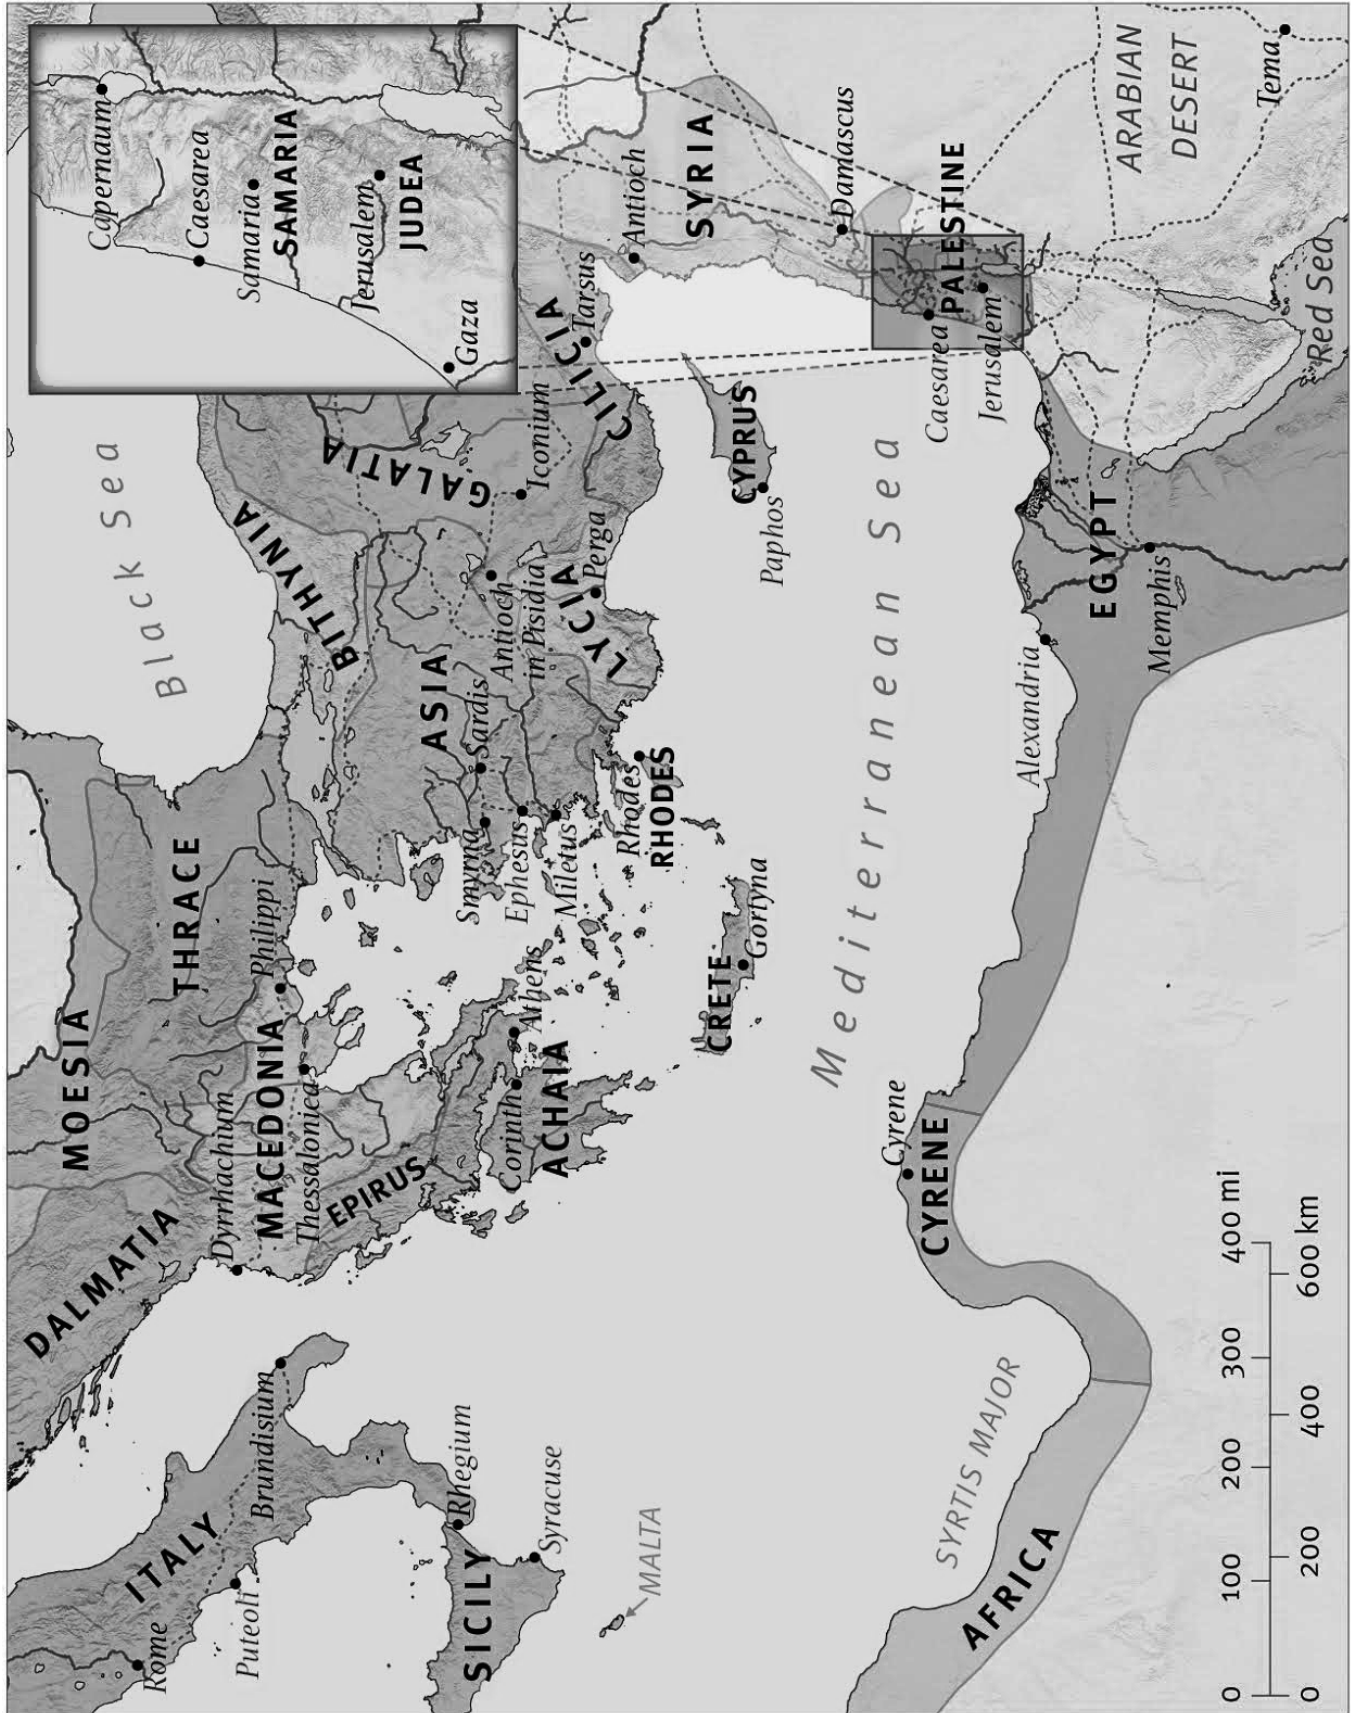 Black Sea
MOESIA
DALMATIA
THRACE
ITALY
Rome
Puteoli
Brundisium
Dyrrhachium
MACEDONIA
Philippi
Thessalonica
EPIRUS
BITHYNIA
GALATIA
ASIA
Sardis
Smyrna
Antioch
in Pisidia
Iconium
Ephesus
Miletus
LYCIA
Perga
CILICIA
Tarsus
Rhegium
SICILY
Syracuse
MALTA
Corinth
Athens
ACHAIA
Rhodes
RHODES
CRETE
Gortyna
CYPRUS
Paphos
Antioch
SYRIA
Damascus
Mediterranean Sea
Caesarea
PALESTINE
Jerusalem
Cyrene
CYRENE
SYRTIS MAJOR
AFRICA
Alexandria
EGYPT
Memphis
ARABIAN
DESERT
Tema
Red Sea
Capernaum
Caesarea
Samaria
SAMARIA
Jerusalem
JUDEA
Gaza
0 100 200 300 400 mi
0 200 400 600 km